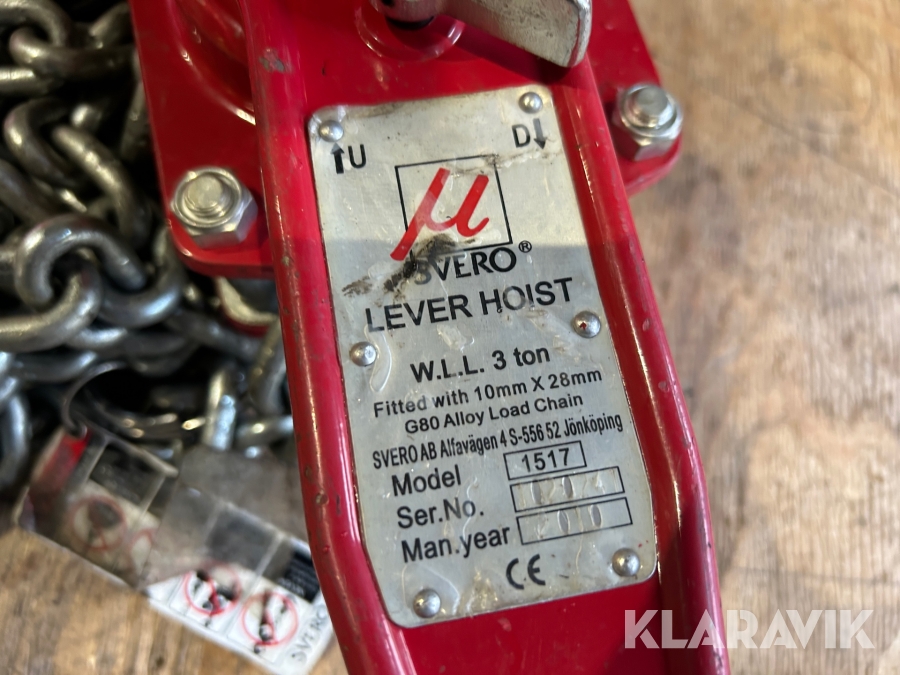 ↑U
D↓
µ
SVERO®
LEVER HOIST
W.L.L. 3 ton
Fitted with 10mm X 28mm
G80 Alloy Load Chain
SVERO AB Alfavägen 4 S-556 52 Jönköping
Model 1517
Ser.No.
Man.year 2010
CE
SVERO
KLARAVIK